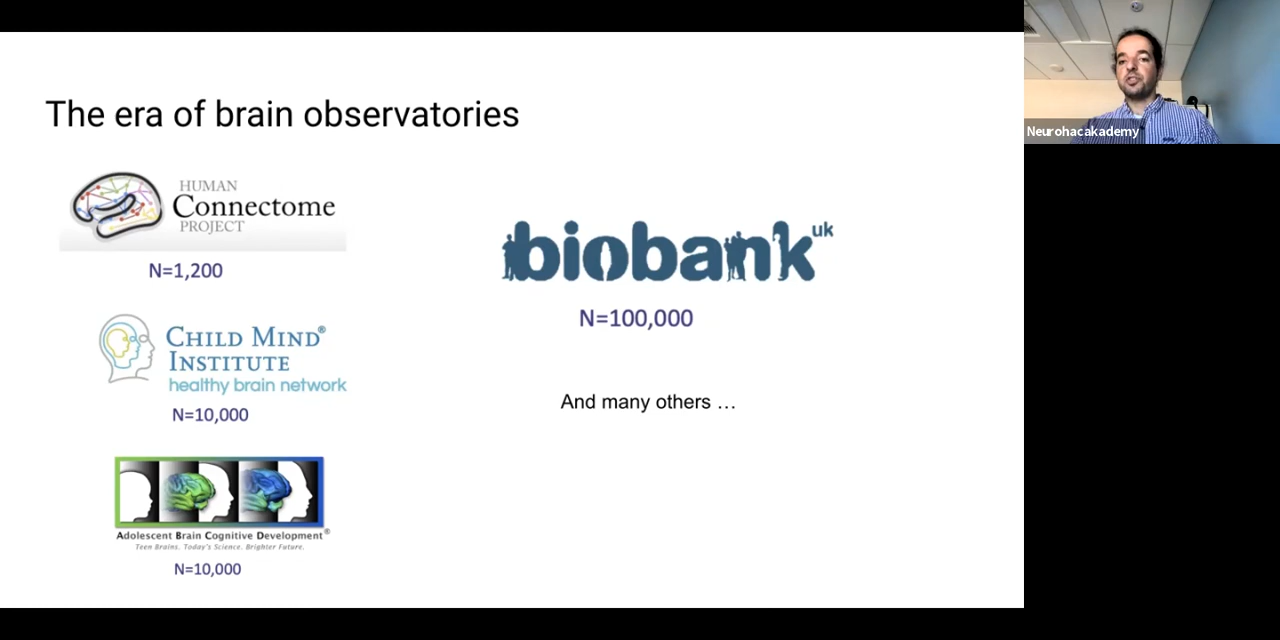 The era of brain observatories
HUMAN
Connectome
PROJECT
N=1,200
CHILD MIND®
INSTITUTE
healthy brain network
N=10,000
Adolescent Brain Cognitive Development®
Teen Brains. Today's Science. Brighter Future.
N=10,000
biobank uk
N=100,000
And many others …
Neurohacakademy